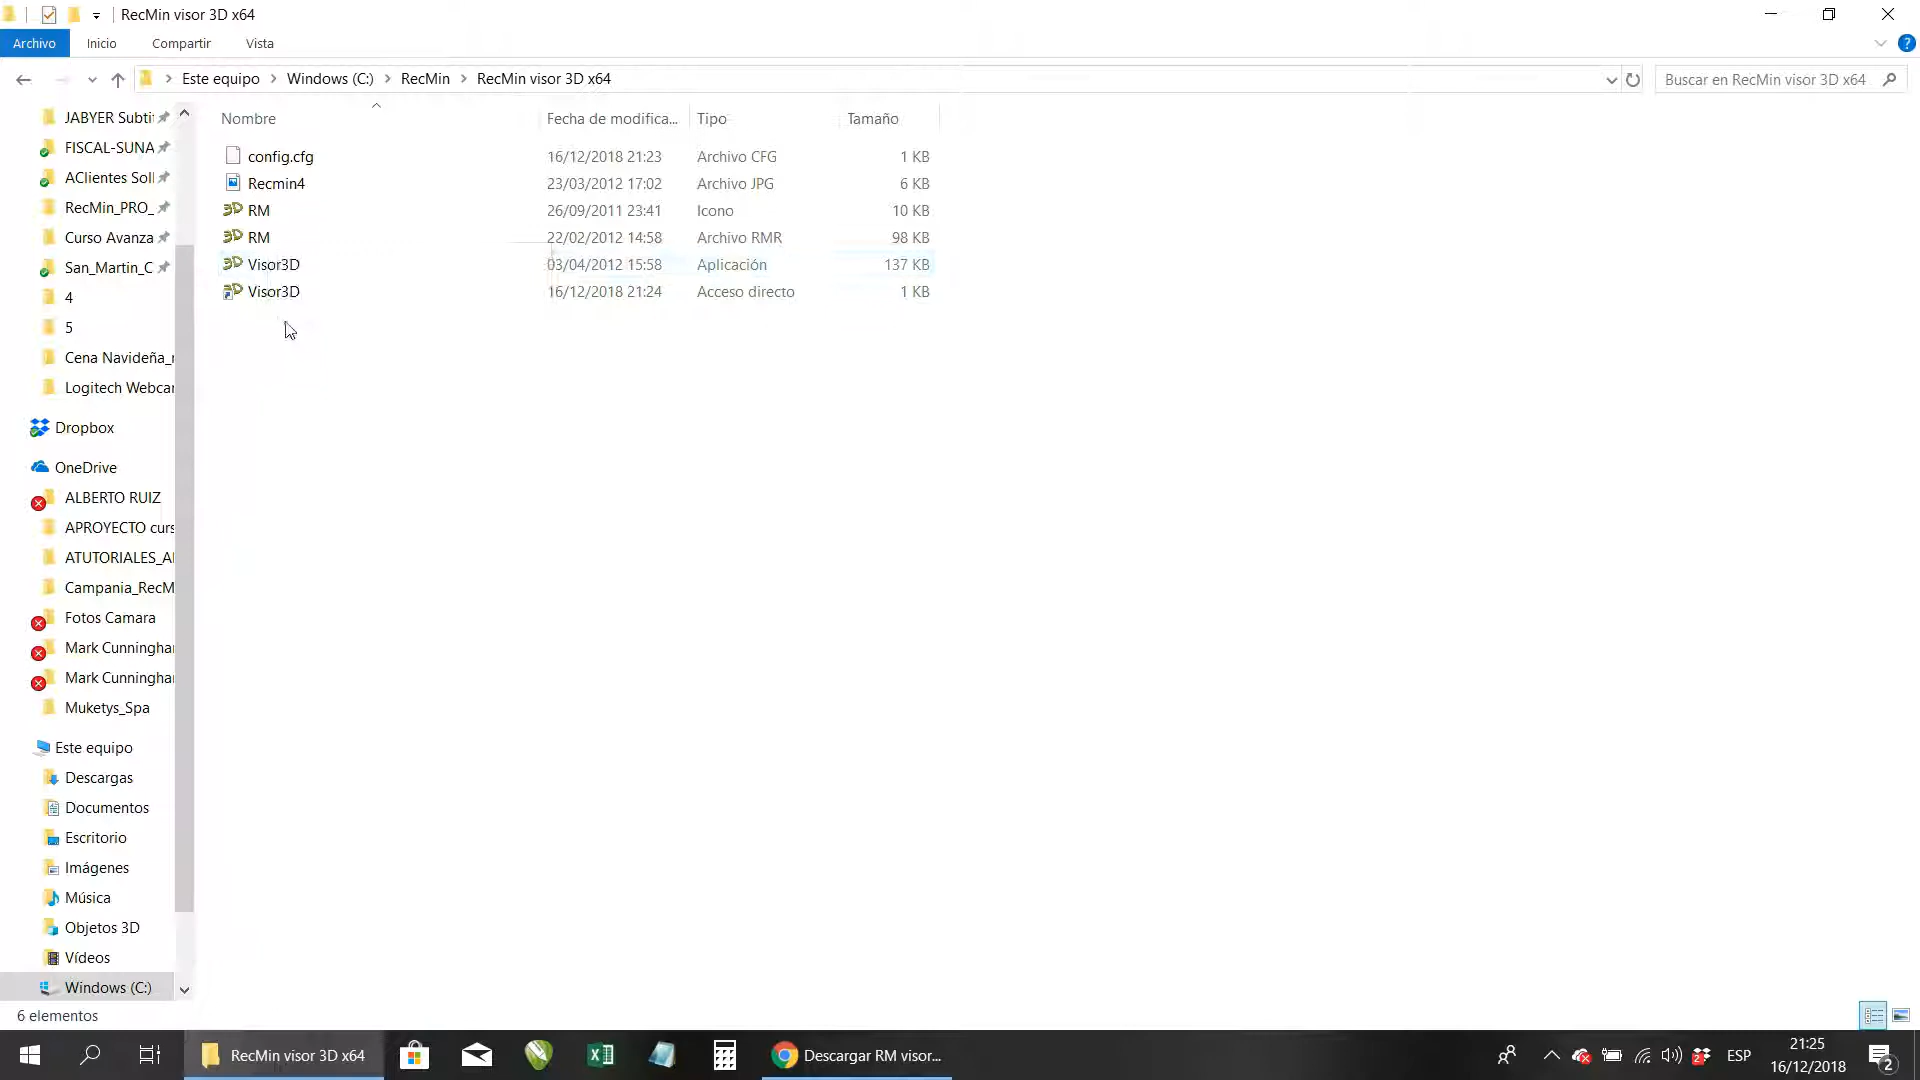 RecMin visor 3D x64
Archivo Inicio Compartir Vista
Este equipo Windows (C:) RecMin RecMin visor 3D x64
Buscar en RecMin visor 3D x64
Nombre Fecha de modifica... Tipo Tamaño
config.cfg 16/12/2018 21:23 Archivo CFG 1 KB
Recmin4 23/03/2012 17:02 Archivo JPG 6 KB
RM 26/09/2011 23:41 Icono 10 KB
RM 22/02/2012 14:58 Archivo RMR 98 KB
Visor3D 03/04/2012 15:58 Aplicación 137 KB
Visor3D 16/12/2018 21:24 Acceso directo 1 KB
JABYER Subti
FISCAL-SUNA
AClientes Soll
RecMin_PRO_
Curso Avanza
San_Martin_C
4
5
Cena Navideña_r
Logitech Webcar
Dropbox
OneDrive
ALBERTO RUIZ
APROYECTO curs
ATUTORIALES_AI
Campania_RecM
Fotos Camara
Mark Cunninghar
Mark Cunninghar
Muketys_Spa
Este equipo
Descargas
Documentos
Escritorio
Imágenes
Música
Objetos 3D
Vídeos
Windows (C:)
6 elementos
RecMin visor 3D x64
Descargar RM visor...
ESP
21:25
16/12/2018
2